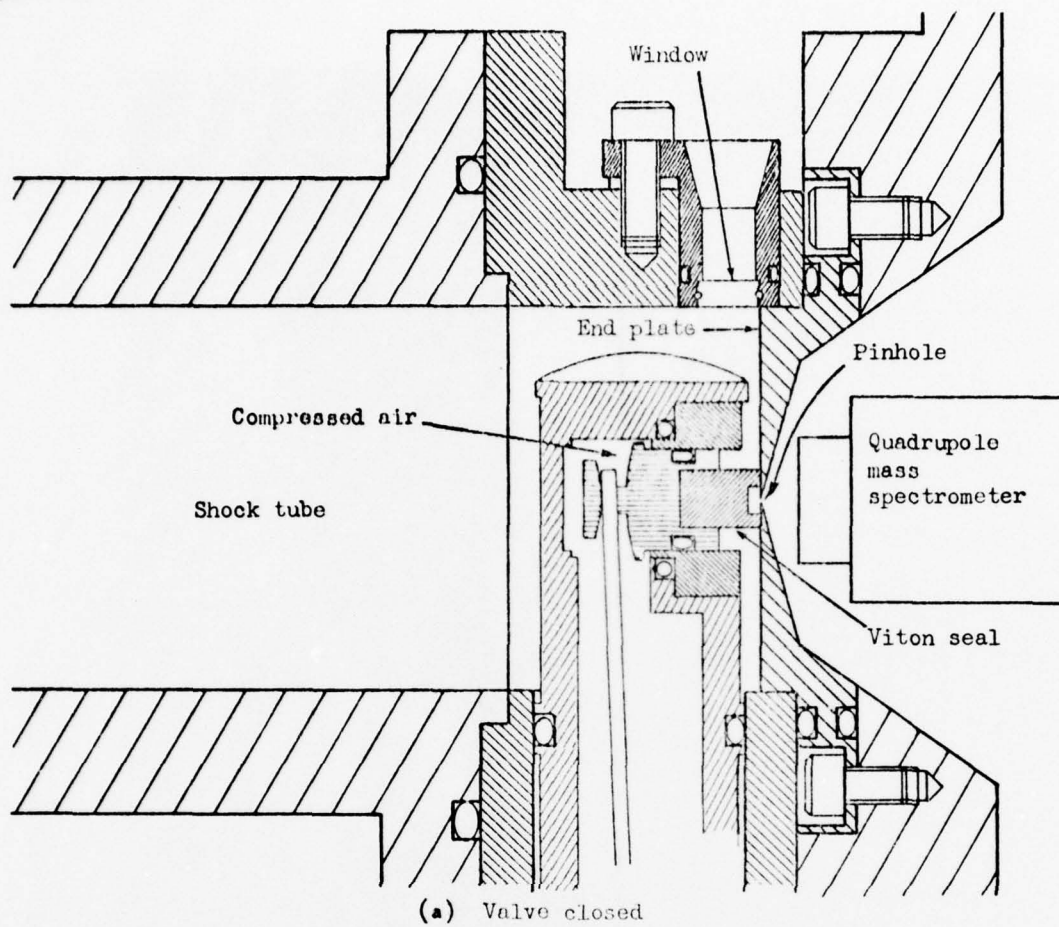 Window
End plate
Pinhole
Compressed air
Quadrupole
mass
spectrometer
Shock tube
Viton seal
(a) Valve closed